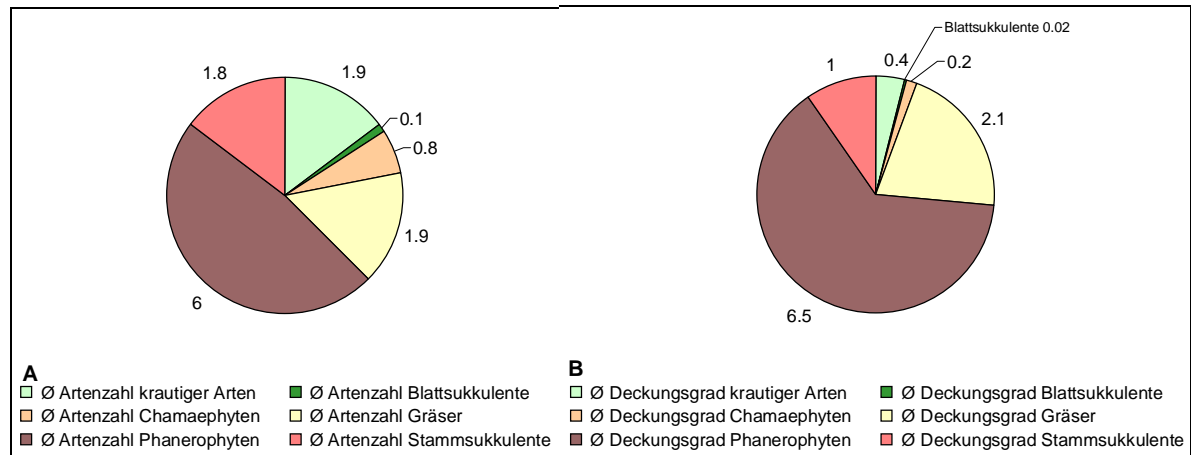 1.8
1.9
0.1
0.8
1.9
6
A
Ø Artenzahl krautiger Arten
Ø Artenzahl Blattsukkulente
Ø Artenzahl Chamaephyten
Ø Artenzahl Gräser
Ø Artenzahl Phanerophyten
Ø Artenzahl Stammsukkulente
Blattsukkulente 0.02
1
0.4
0.2
2.1
6.5
B
Ø Deckungsgrad krautiger Arten
Ø Deckungsgrad Blattsukkulente
Ø Deckungsgrad Chamaephyten
Ø Deckungsgrad Gräser
Ø Deckungsgrad Phanerophyten
Ø Deckungsgrad Stammsukkulente